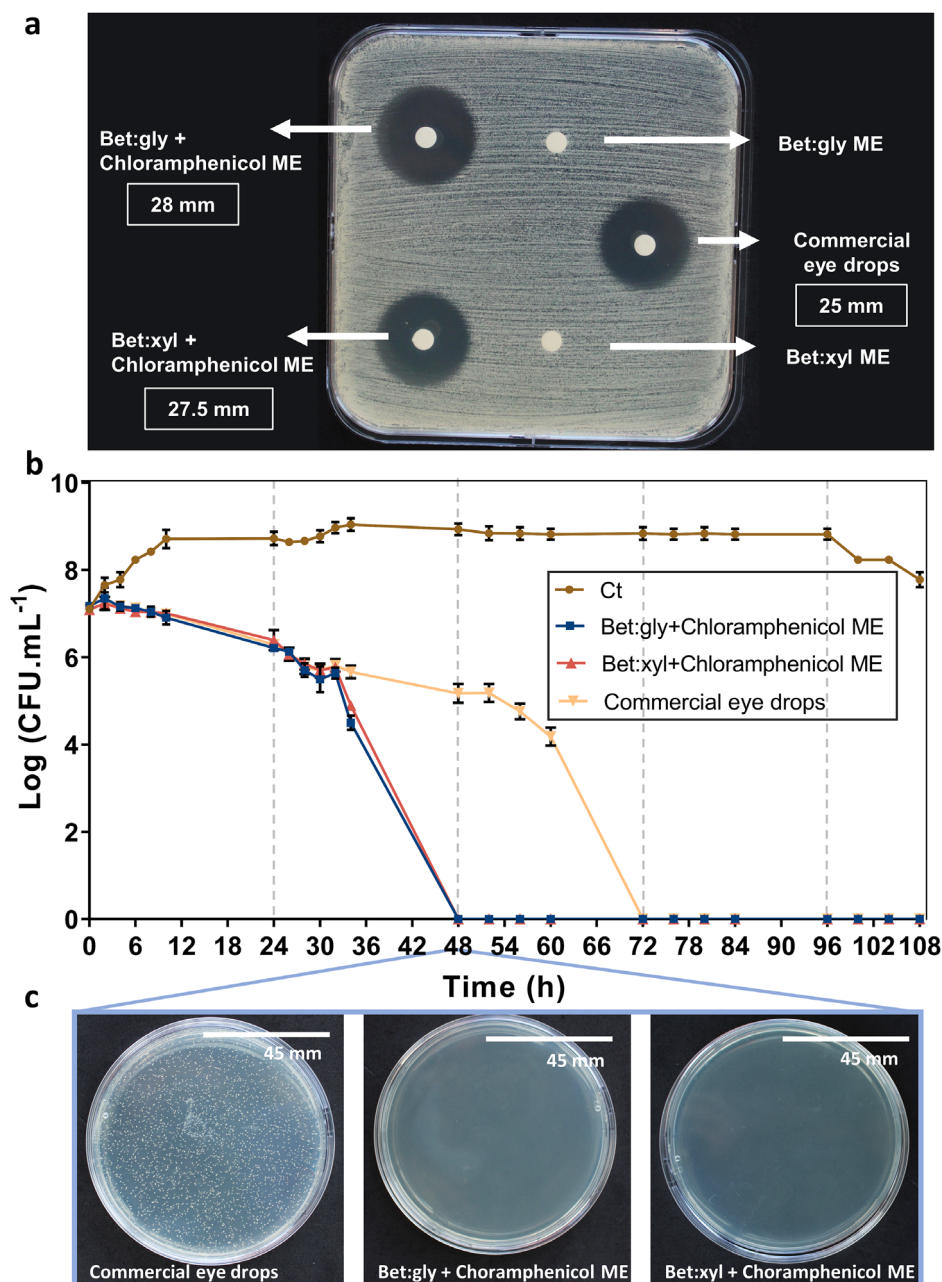 a
Bet:gly +
Chloramphenicol ME
28 mm
Bet:gly ME
Commercial
eye drops
25 mm
Bet:xyl +
Chloramphenicol ME
27.5 mm
Bet:xyl ME
b
Log (CFU.mL-1)
10
8
6
4
2
0
Ct
Bet:gly+Chloramphenicol ME
Bet:xyl+Chloramphenicol ME
Commercial eye drops
0 6 12 18 24 30 36 42 48 54 60 66 72 78 84 90 96 102 108
Time (h)
c
45 mm
Commercial eye drops
45 mm
Bet:gly + Choramphenicol ME
45 mm
Bet:xyl + Choramphenicol ME